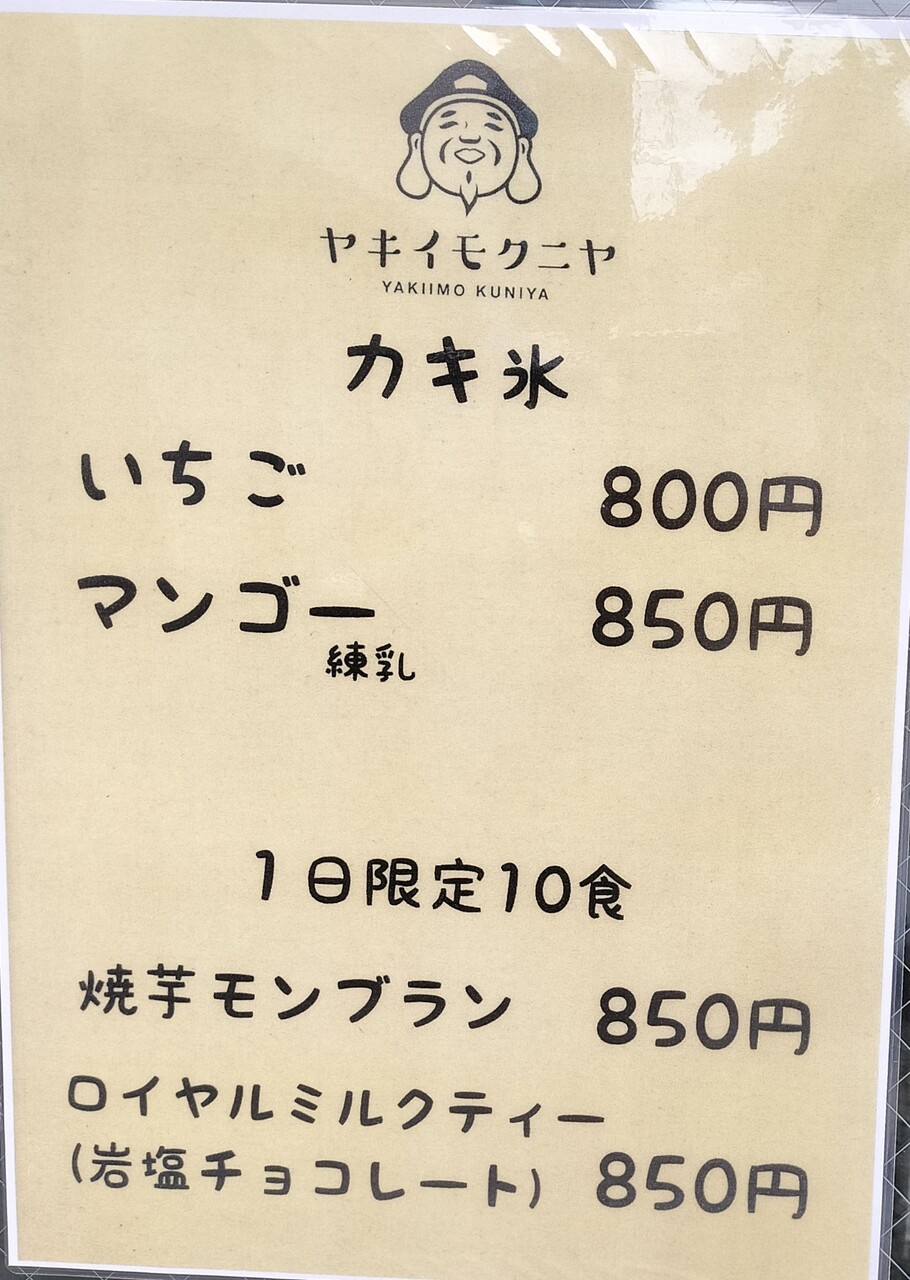 ヤキイモクニヤ
YAKIIMO KUNIYA
カキ氷
いちご 800円
マンゴー 850円
練乳
1日限定10食
焼芋モンブラン 850円
ロイヤルミルクティー
(岩塩チョコレート) 850円